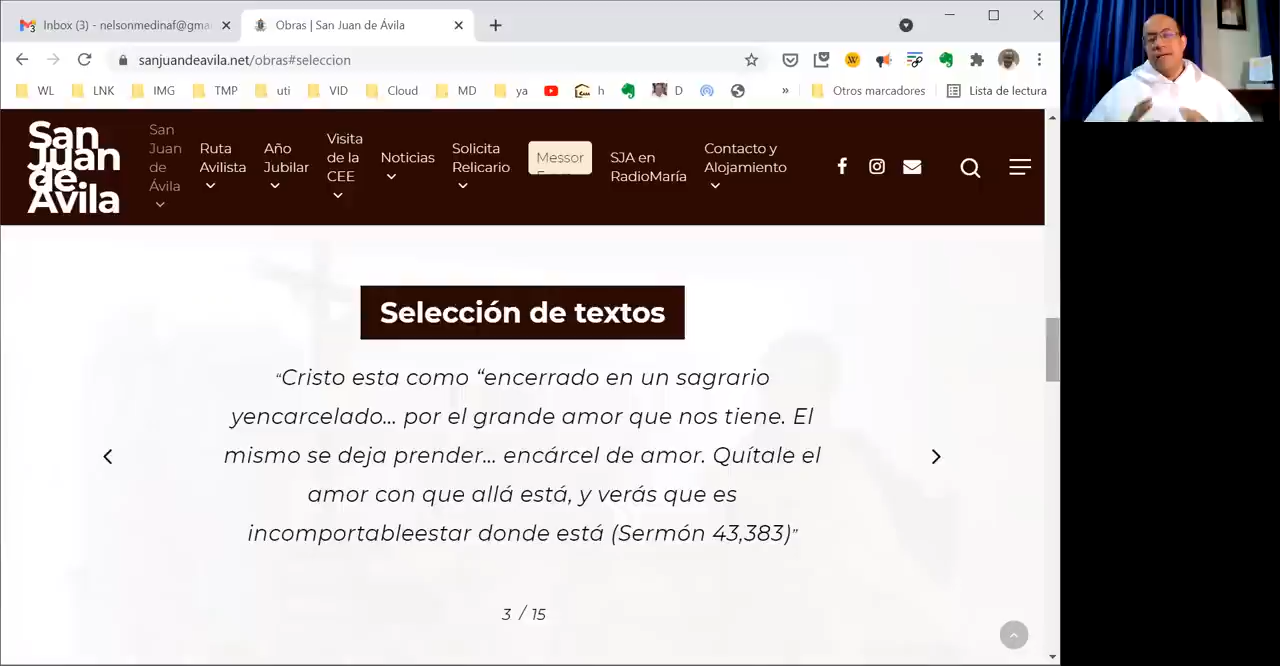 Inbox (3) - nelsonmedinaf@gma
Obras | San Juan de Ávila
sanjuandeavila.net/obras#seleccion
WL LNK IMG TMP uti VID Cloud MD ya h D » Otros marcadores Lista de lectura
San
Juan
de
Ávila
San
Juan
de
Ávila
Ruta
Avilista
Año
Jubilar
Visita
de la
CEE
Noticias
Solicita
Relicario
Messor
SJA en
RadioMaría
Contacto y
Alojamiento
Selección de textos
“Cristo esta como “encerrado en un sagrario
yencarcelado... por el grande amor que nos tiene. El
mismo se deja prender... encárcel de amor. Quítale el
amor con que allá está, y verás que es
incomportableestar donde está (Sermón 43,383)”
3 / 15